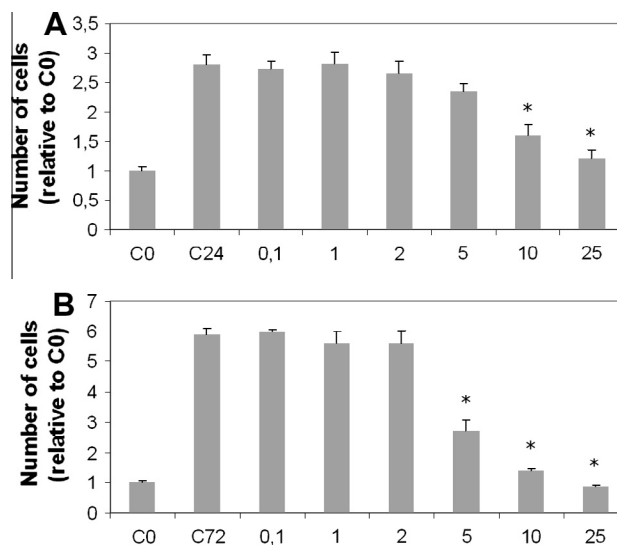 A
Number of cells
(relative to C0)
3,5
3
2,5
2
1,5
1
0,5
0
*
*
C0 C24 0,1 1 2 5 10 25
B
Number of cells
(relative to C0)
7
6
5
4
3
2
1
0
*
*
*
C0 C72 0,1 1 2 5 10 25